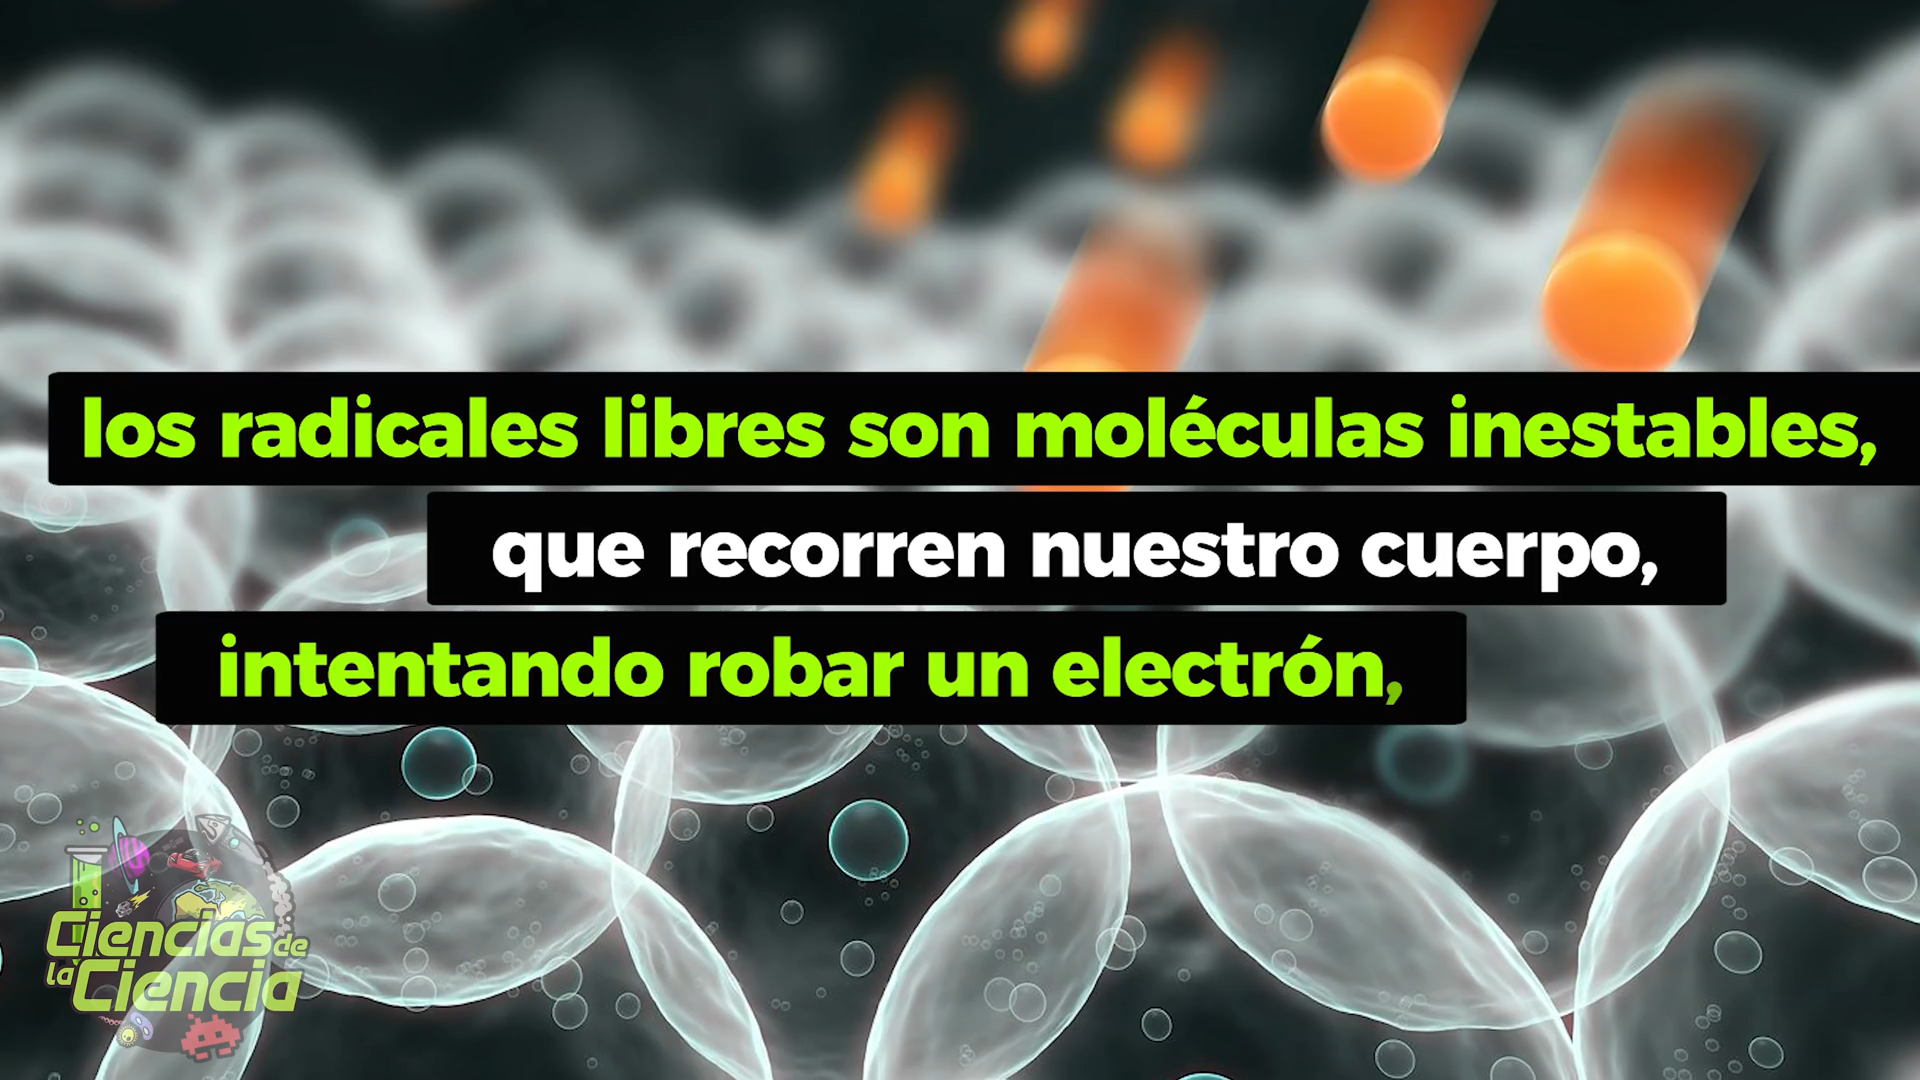 los radicales libres son moléculas inestables,
que recorren nuestro cuerpo,
intentando robar un electrón,
Ciencias de
la Ciencia